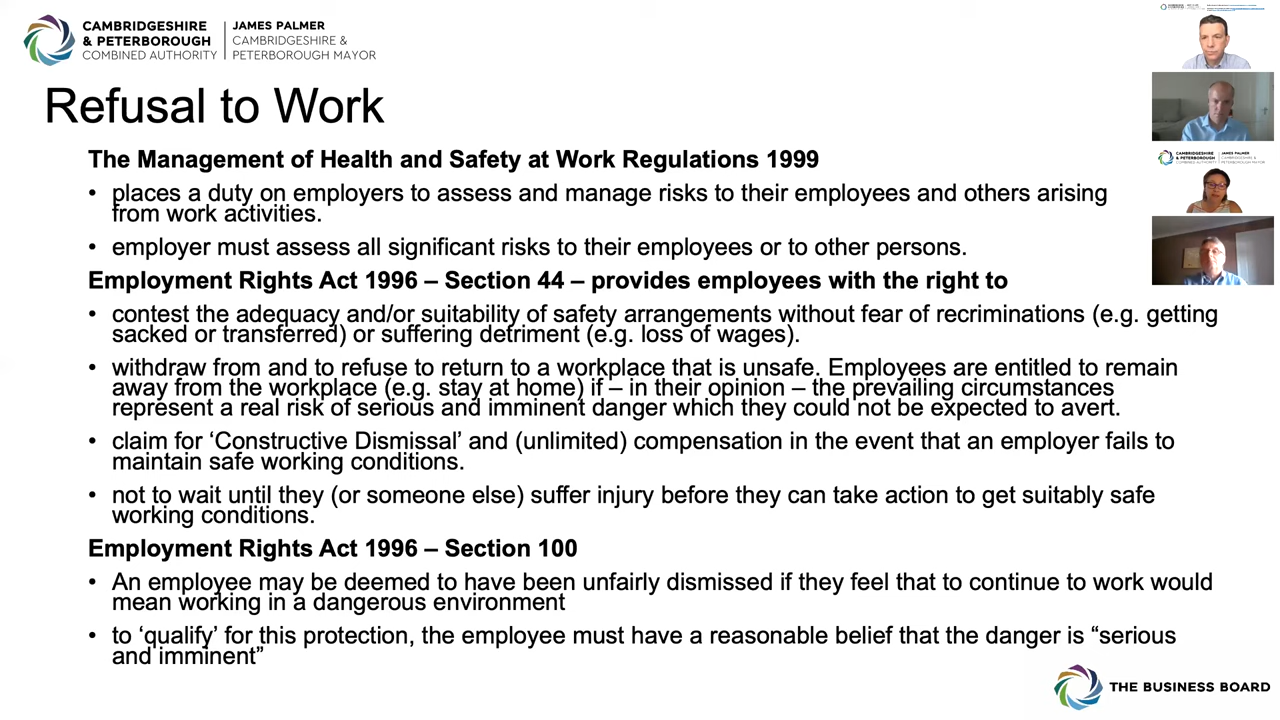 CAMBRIDGESHIRE
& PETERBOROUGH
COMBINED AUTHORITY
JAMES PALMER
CAMBRIDGESHIRE &
PETERBOROUGH MAYOR
Refusal to Work
The Management of Health and Safety at Work Regulations 1999
• places a duty on employers to assess and manage risks to their employees and others arising
from work activities.
• employer must assess all significant risks to their employees or to other persons.
Employment Rights Act 1996 – Section 44 – provides employees with the right to
• contest the adequacy and/or suitability of safety arrangements without fear of recriminations (e.g. getting
sacked or transferred) or suffering detriment (e.g. loss of wages).
• withdraw from and to refuse to return to a workplace that is unsafe. Employees are entitled to remain
away from the workplace (e.g. stay at home) if – in their opinion – the prevailing circumstances
represent a real risk of serious and imminent danger which they could not be expected to avert.
• claim for ‘Constructive Dismissal’ and (unlimited) compensation in the event that an employer fails to
maintain safe working conditions.
• not to wait until they (or someone else) suffer injury before they can take action to get suitably safe
working conditions.
Employment Rights Act 1996 – Section 100
• An employee may be deemed to have been unfairly dismissed if they feel that to continue to work would
mean working in a dangerous environment
• to ‘qualify’ for this protection, the employee must have a reasonable belief that the danger is “serious
and imminent”
THE BUSINESS BOARD
CAMBRIDGESHIRE
& PETERBOROUGH
COMBINED AUTHORITY
JAMES PALMER
CAMBRIDGESHIRE &
PETERBOROUGH MAYOR